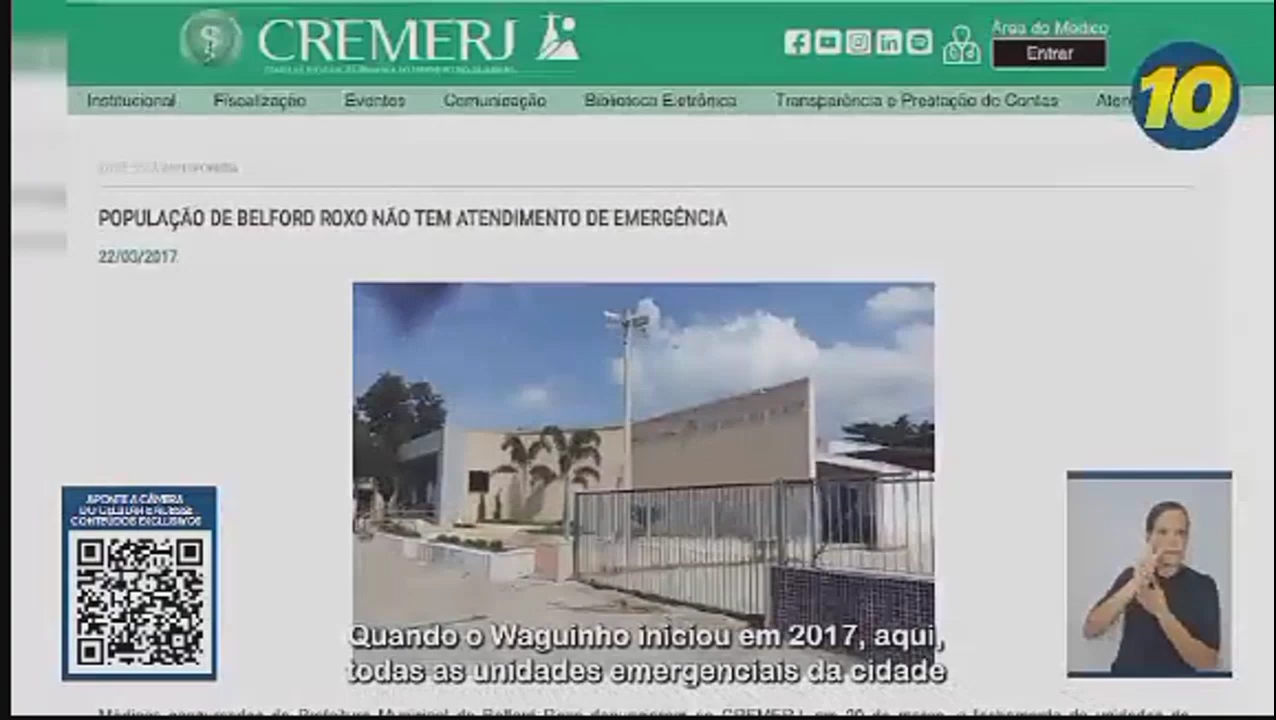 CREMERJ
Área do Médico
Entrar
Institucional Fiscalização Eventos Comunicação Biblioteca Eletrônica Transparência e Prestação de Contas
10
POPULAÇÃO DE BELFORD ROXO NÃO TEM ATENDIMENTO DE EMERGÊNCIA
22/03/2017
APONTE A CÂMERA
DO CELULAR E ACESSE
CONTEÚDOS EXCLUSIVOS
Quando o Waguinho iniciou em 2017, aqui,
todas as unidades emergenciais da cidade